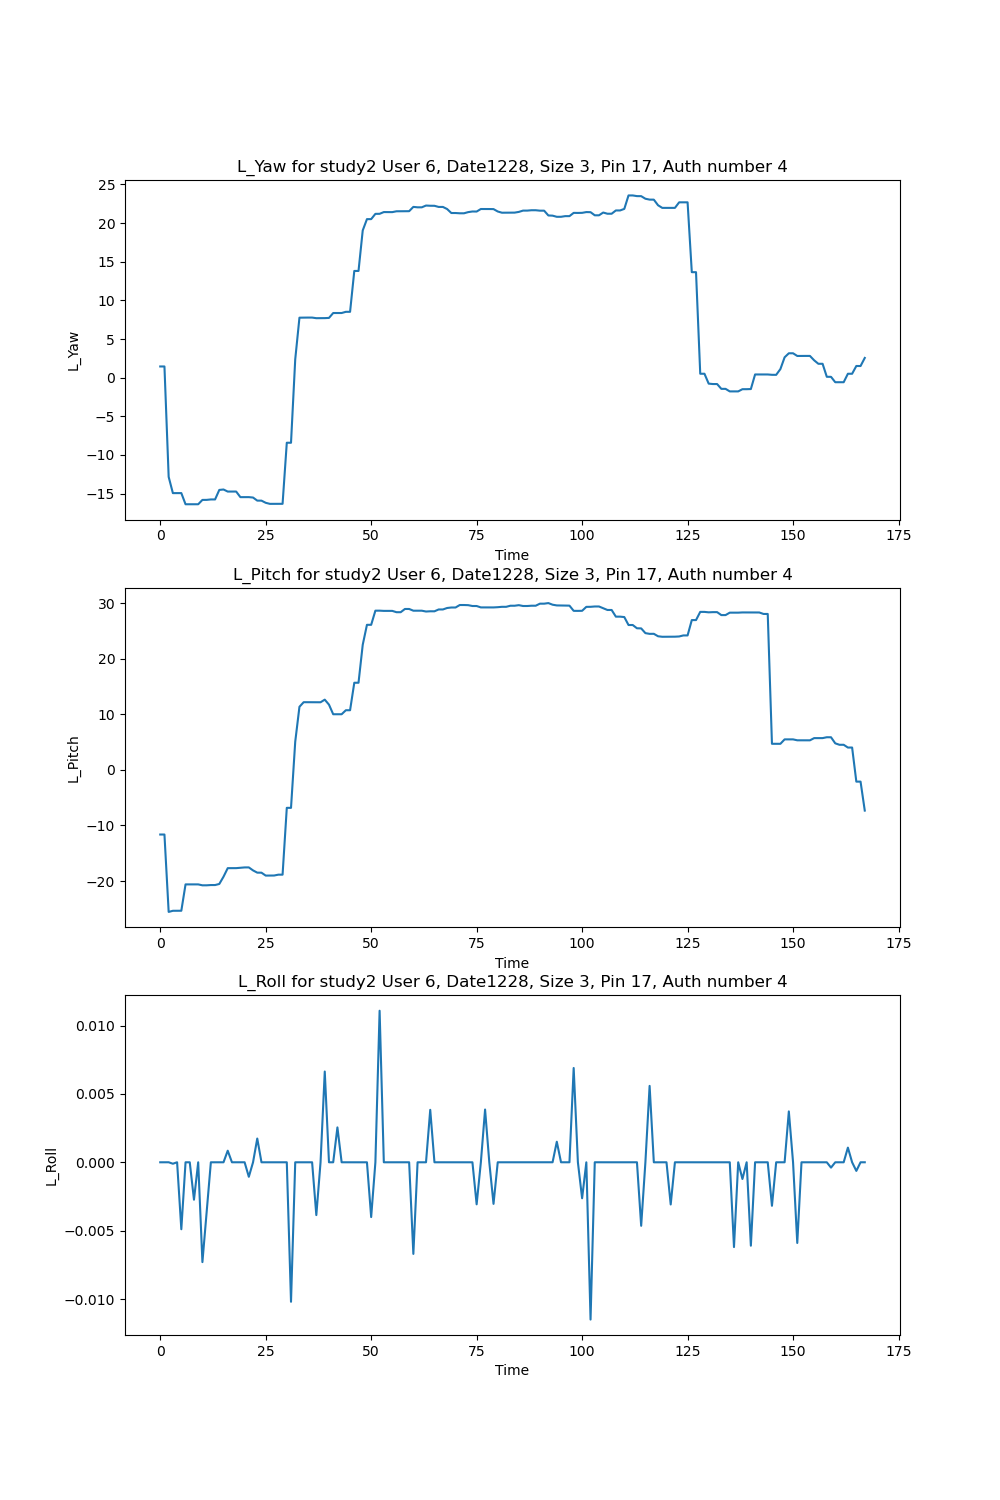 L_Yaw for study2 User 6, Date1228, Size 3, Pin 17, Auth number 4
25
20
15
10
5
0
−5
−10
−15
L_Yaw
0 25 50 75 100 125 150 175
Time
L_Pitch for study2 User 6, Date1228, Size 3, Pin 17, Auth number 4
30
20
10
0
−10
−20
L_Pitch
0 25 50 75 100 125 150 175
Time
L_Roll for study2 User 6, Date1228, Size 3, Pin 17, Auth number 4
0.010
0.005
0.000
−0.005
−0.010
L_Roll
0 25 50 75 100 125 150 175
Time